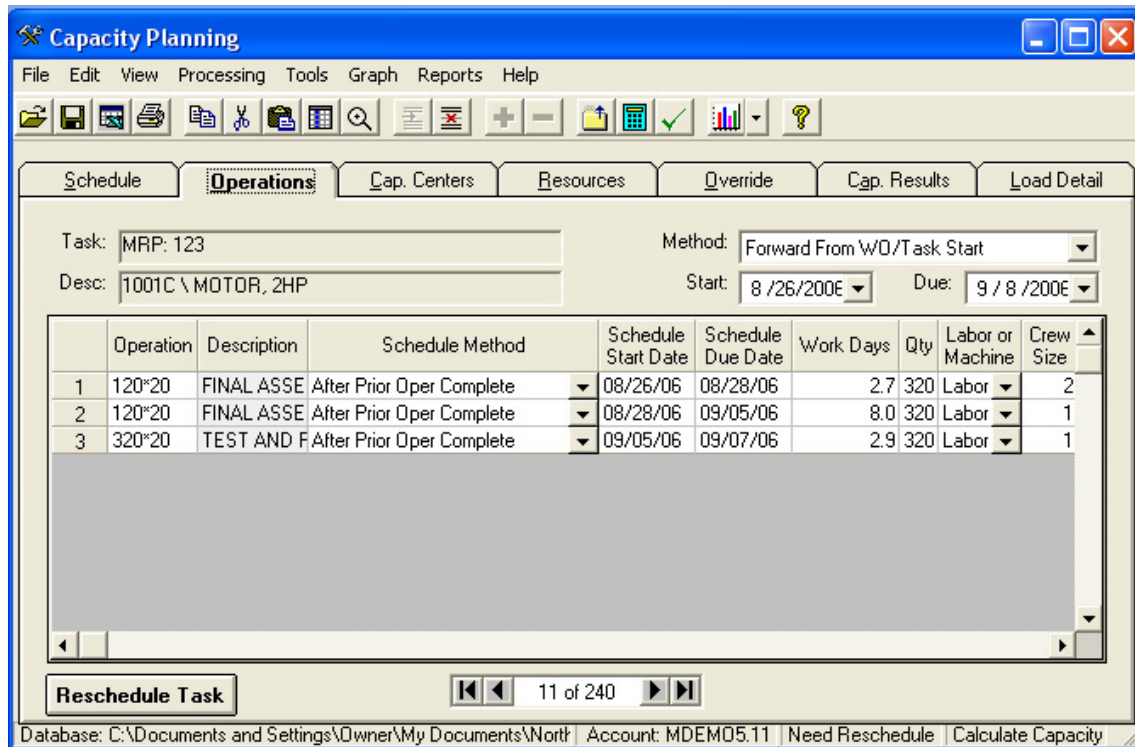 Capacity Planning
File Edit View Processing Tools Graph Reports Help
Schedule Operations Cap. Centers Resources Override Cap. Results Load Detail
Task: MRP: 123 Method: Forward From WO/Task Start
Desc: 1001C \ MOTOR, 2HP Start: 8 /26/2006 Due: 9 / 8 /2006
Operation Description Schedule Method Schedule Start Date Schedule Due Date Work Days Qty Labor or Machine Crew Size
1 120*20 FINAL ASSE After Prior Oper Complete 08/26/06 08/28/06 2.7 320 Labor 2
2 120*20 FINAL ASSE After Prior Oper Complete 08/28/06 09/05/06 8.0 320 Labor 1
3 320*20 TEST AND F After Prior Oper Complete 09/05/06 09/07/06 2.9 320 Labor 1
Reschedule Task 11 of 240
Database: C:\Documents and Settings\Owner\My Documents\North Account: MDEMO5.11 Need Reschedule Calculate Capacity